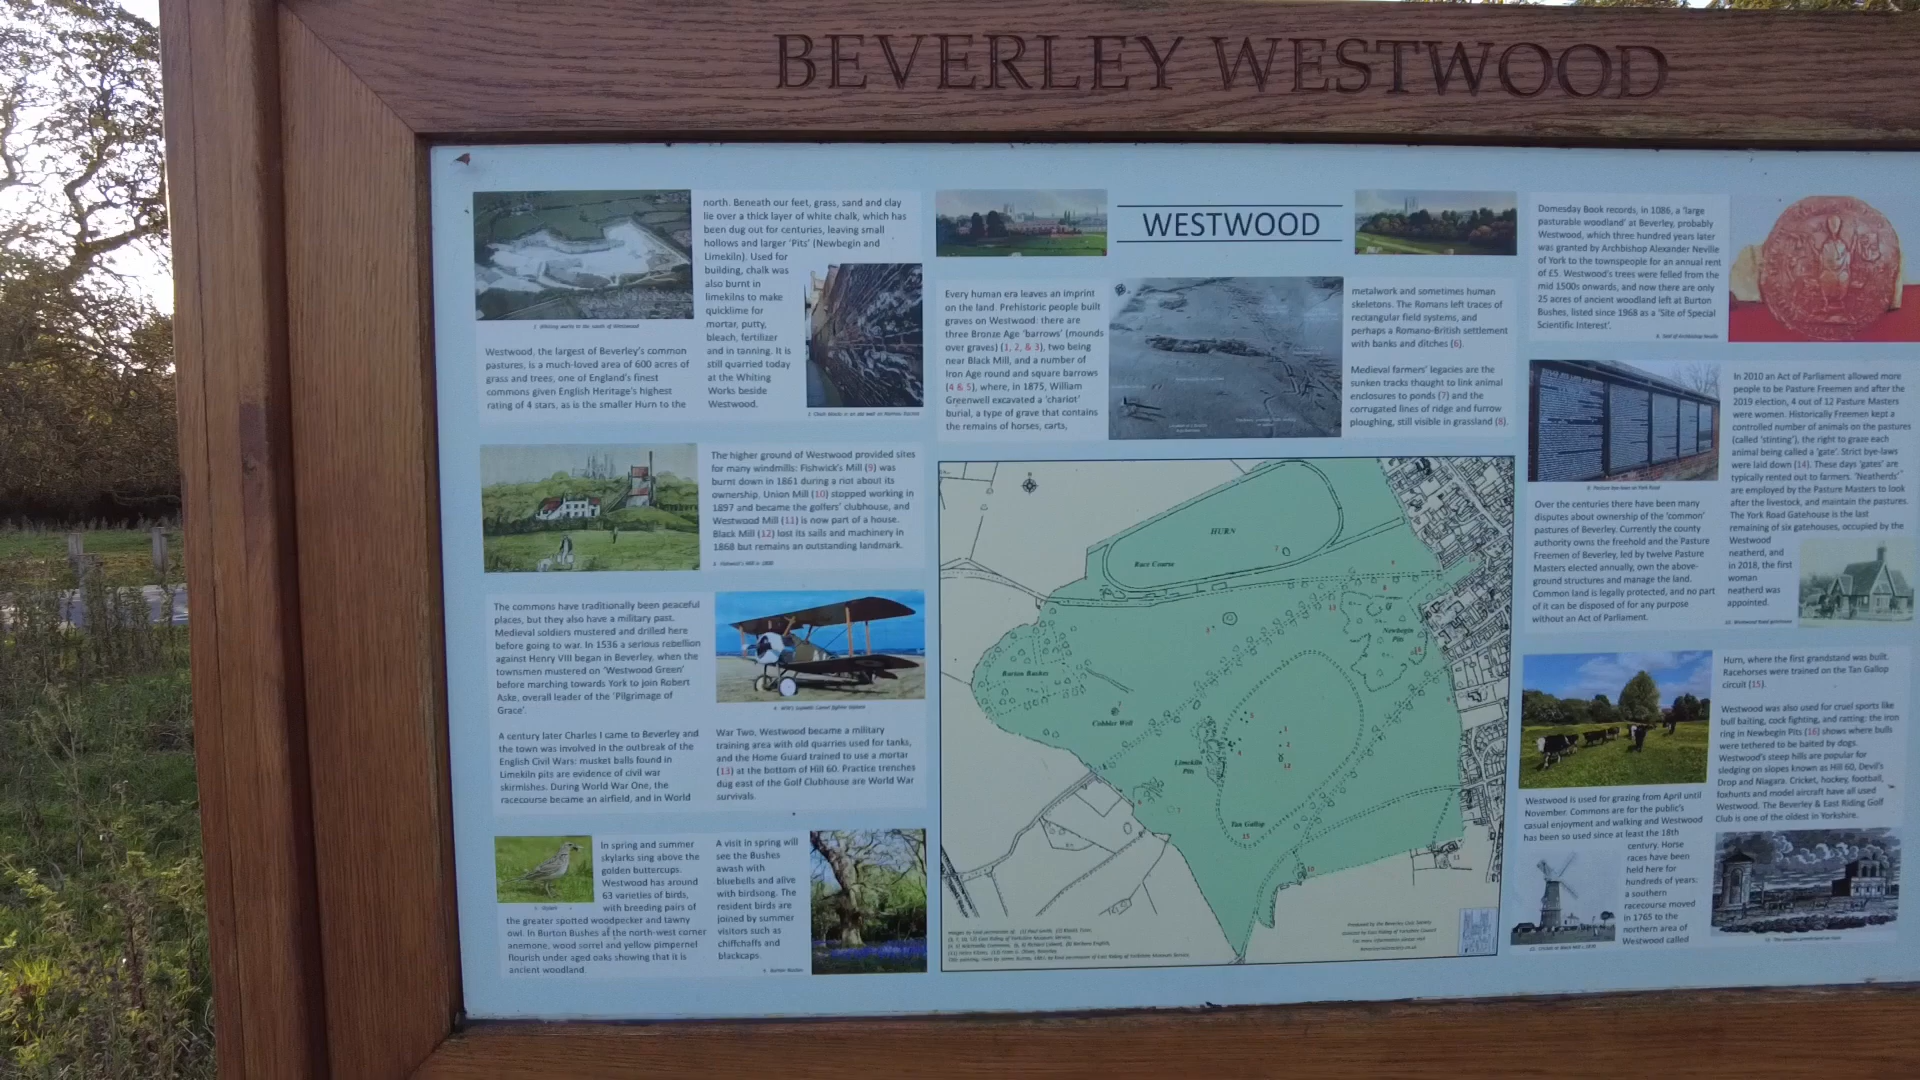 BEVERLEY WESTWOOD
WESTWOOD
Westwood, the largest of Beverley's common
pastures, is a much-loved area of 600 acres of
grass and trees, one of England's finest
commons given English Heritage's highest
rating of 4 stars, as is the smaller Hurn to the
north. Beneath our feet, grass, sand and clay
lie over a thick layer of white chalk, which has
been dug out for centuries, leaving small
hollows and larger 'Pits' (Newbegin and
Limekiln). Used for
building, chalk was
also burnt in
limekilns to make
quicklime for
mortar, putty,
bleach, fertilizer
and in tanning. It is
still quarried today
at the Whiting
Works beside
Westwood.
The higher ground of Westwood provided sites
for many windmills: Fishwick's Mill (9) was
burnt down in 1861 during a riot about its
ownership. Union Mill (10) stopped working in
1897 and became the golfers' clubhouse, and
Westwood Mill (11) is now part of a house.
Black Mill (12) lost its sails and machinery in
1868 but remains an outstanding landmark.
The commons have traditionally been peaceful
places, but they also have a military past.
Medieval soldiers mustered and drilled here
before going to war. In 1536 a serious rebellion
against Henry VIII began in Beverley, when the
townsmen mustered on 'Westwood Green'
before marching towards York to join Robert
Aske, overall leader of the 'Pilgrimage of
Grace'.
A century later Charles I came to Beverley and
the town was involved in the outbreak of the
English Civil Wars: musket balls found in
Limekiln pits are evidence of civil war
skirmishes. During World War One, the
racecourse became an airfield, and in World
War Two, Westwood became a military
training area with old quarries used for tanks,
and the Home Guard trained to use a mortar
(13) at the bottom of Hill 60. Practice trenches
dug east of the Golf Clubhouse are World War
survivals.
In spring and summer
skylarks sing above the
golden buttercups.
Westwood has around
63 varieties of birds,
with breeding pairs of
the greater spotted woodpecker and tawny
owl. In Burton Bushes at the north-west corner
anemone, wood sorrel and yellow pimpernel
flourish under aged oaks showing that it is
ancient woodland.
A visit in spring will
see the Bushes
awash with
bluebells and alive
with birdsong. The
resident birds are
joined by summer
visitors such as
chiffchaffs and
blackcaps.
Every human era leaves an imprint
on the land. Prehistoric people built
graves on Westwood: there are
three Bronze Age 'barrows' (mounds
over graves) (1, 2, & 3), two being
near Black Mill, and a number of
Iron Age round and square barrows
(4 & 5), where, in 1875, William
Greenwell excavated a 'chariot'
burial, a type of grave that contains
the remains of horses, carts,
metalwork and sometimes human
skeletons. The Romans left traces of
rectangular field systems, and
perhaps a Romano-British settlement
with banks and ditches (6).
Medieval farmers' legacies are the
sunken tracks thought to link animal
enclosures to ponds (7) and the
corrugated lines of ridge and furrow
ploughing, still visible in grassland (8).
HURN
Race Course
Newbegin
Pits
Burton Bushes
Cobbler Well
Limekiln
Pits
Tan Gallop
Domesday Book records, in 1086, a 'large
pasturable woodland' at Beverley, probably
Westwood, which three hundred years later
was granted by Archbishop Alexander Neville
of York to the townspeople for an annual rent
of £5. Westwood's trees were felled from the
mid 1500s onwards, and now there are only
25 acres of ancient woodland left at Burton
Bushes, listed since 1968 as a 'Site of Special
Scientific Interest'.
Over the centuries there have been many
disputes about ownership of the 'common'
pastures of Beverley. Currently the county
authority owns the freehold and the Pasture
Freemen of Beverley, led by twelve Pasture
Masters elected annually, own the above-
ground structures and manage the land.
Common land is legally protected, and no part
of it can be disposed of for any purpose
without an Act of Parliament.
In 2010 an Act of Parliament allowed more
people to be Pasture Freemen and after the
2019 election, 4 out of 12 Pasture Masters
were women. Historically Freemen kept a
controlled number of animals on the pastures
(called 'stinting'), the right to graze each
animal being called a 'gate'. Strict bye-laws
were laid down (14). These days 'gates' are
typically rented out to farmers. 'Neatherds'
are employed by the Pasture Masters to look
after the livestock, and maintain the pastures.
The York Road Gatehouse is the last
remaining of six gatehouses, occupied by the
Westwood
neatherd, and
in 2018, the first
woman
neatherd was
appointed.
Westwood is used for grazing from April until
November. Commons are for the public's
casual enjoyment and walking and Westwood
has been so used since at least the 18th
century. Horse
races have been
held here for
hundreds of years:
a southern
racecourse moved
in 1765 to the
northern area of
Westwood called
Hurn, where the first grandstand was built.
Racehorses were trained on the Tan Gallop
circuit (15).
Westwood was also used for cruel sports like
bull baiting, cock fighting, and ratting: the iron
ring in Newbegin Pits (16) shows where bulls
were tethered to be baited by dogs.
Westwood's steep hills are popular for
sledging on slopes known as Hill 60, Devil's
Drop and Niagara. Cricket, hockey, football,
foxhunts and model aircraft have all used
Westwood. The Beverley & East Riding Golf
Club is one of the oldest in Yorkshire.